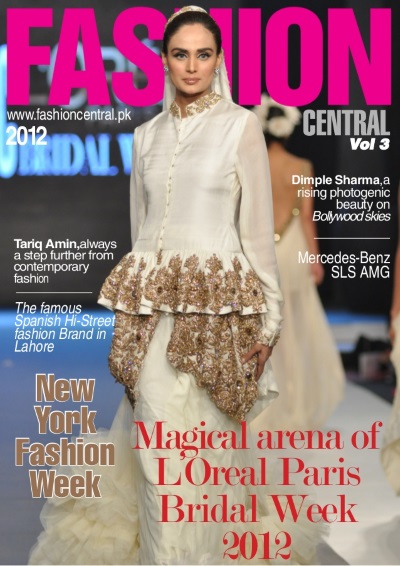 FASHION
www.fashioncentral.pk
CENTRAL
2012
Vol 3
BRIDAL
Dimple Sharma,a
rising photogenic
beauty on
Bollywood skies
Tariq Amin,always
a step further from
contemporary
fashion
Mercedes-Benz
SLS AMG
The famous
Spanish Hi-Street
fashion Brand in
Lahore
New
York
Fashion
Week
Magical arena of
L'Oreal Paris
Bridal Week
2012